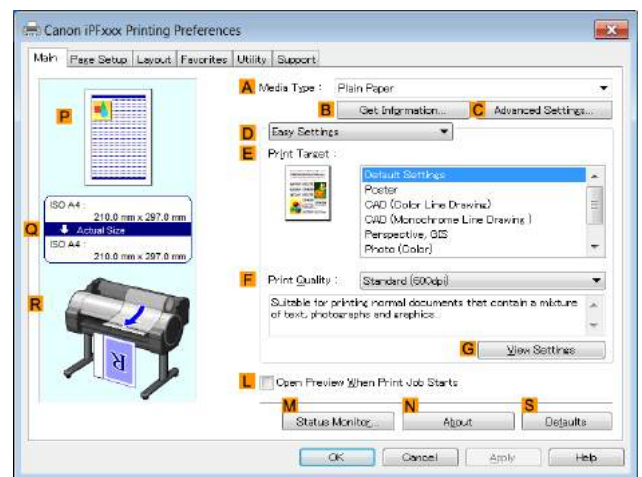 Canon iPFxxx Printing Preferences
Main Page Setup Layout Favorites Utility Support
A Media Type : Plain Paper
B Get Information... C Advanced Settings...
D Easy Settings
E Print Target :
Default Settings
Poster
CAD (Color Line Drawing)
CAD (Monochrome Line Drawing )
Perspective, GIS
Photo (Color)
P
Q
ISO A4 :
210.0 mm x 297.0 mm
Actual Size
ISO A4 :
210.0 mm x 297.0 mm
R
R
F Print Quality : Standard (600dpi)
Suitable for printing normal documents that contain a mixture
of text, photographs and graphics.
G View Settings
L Open Preview When Print Job Starts
M Status Monitor... N About S Defaults
OK Cancel Apply Help